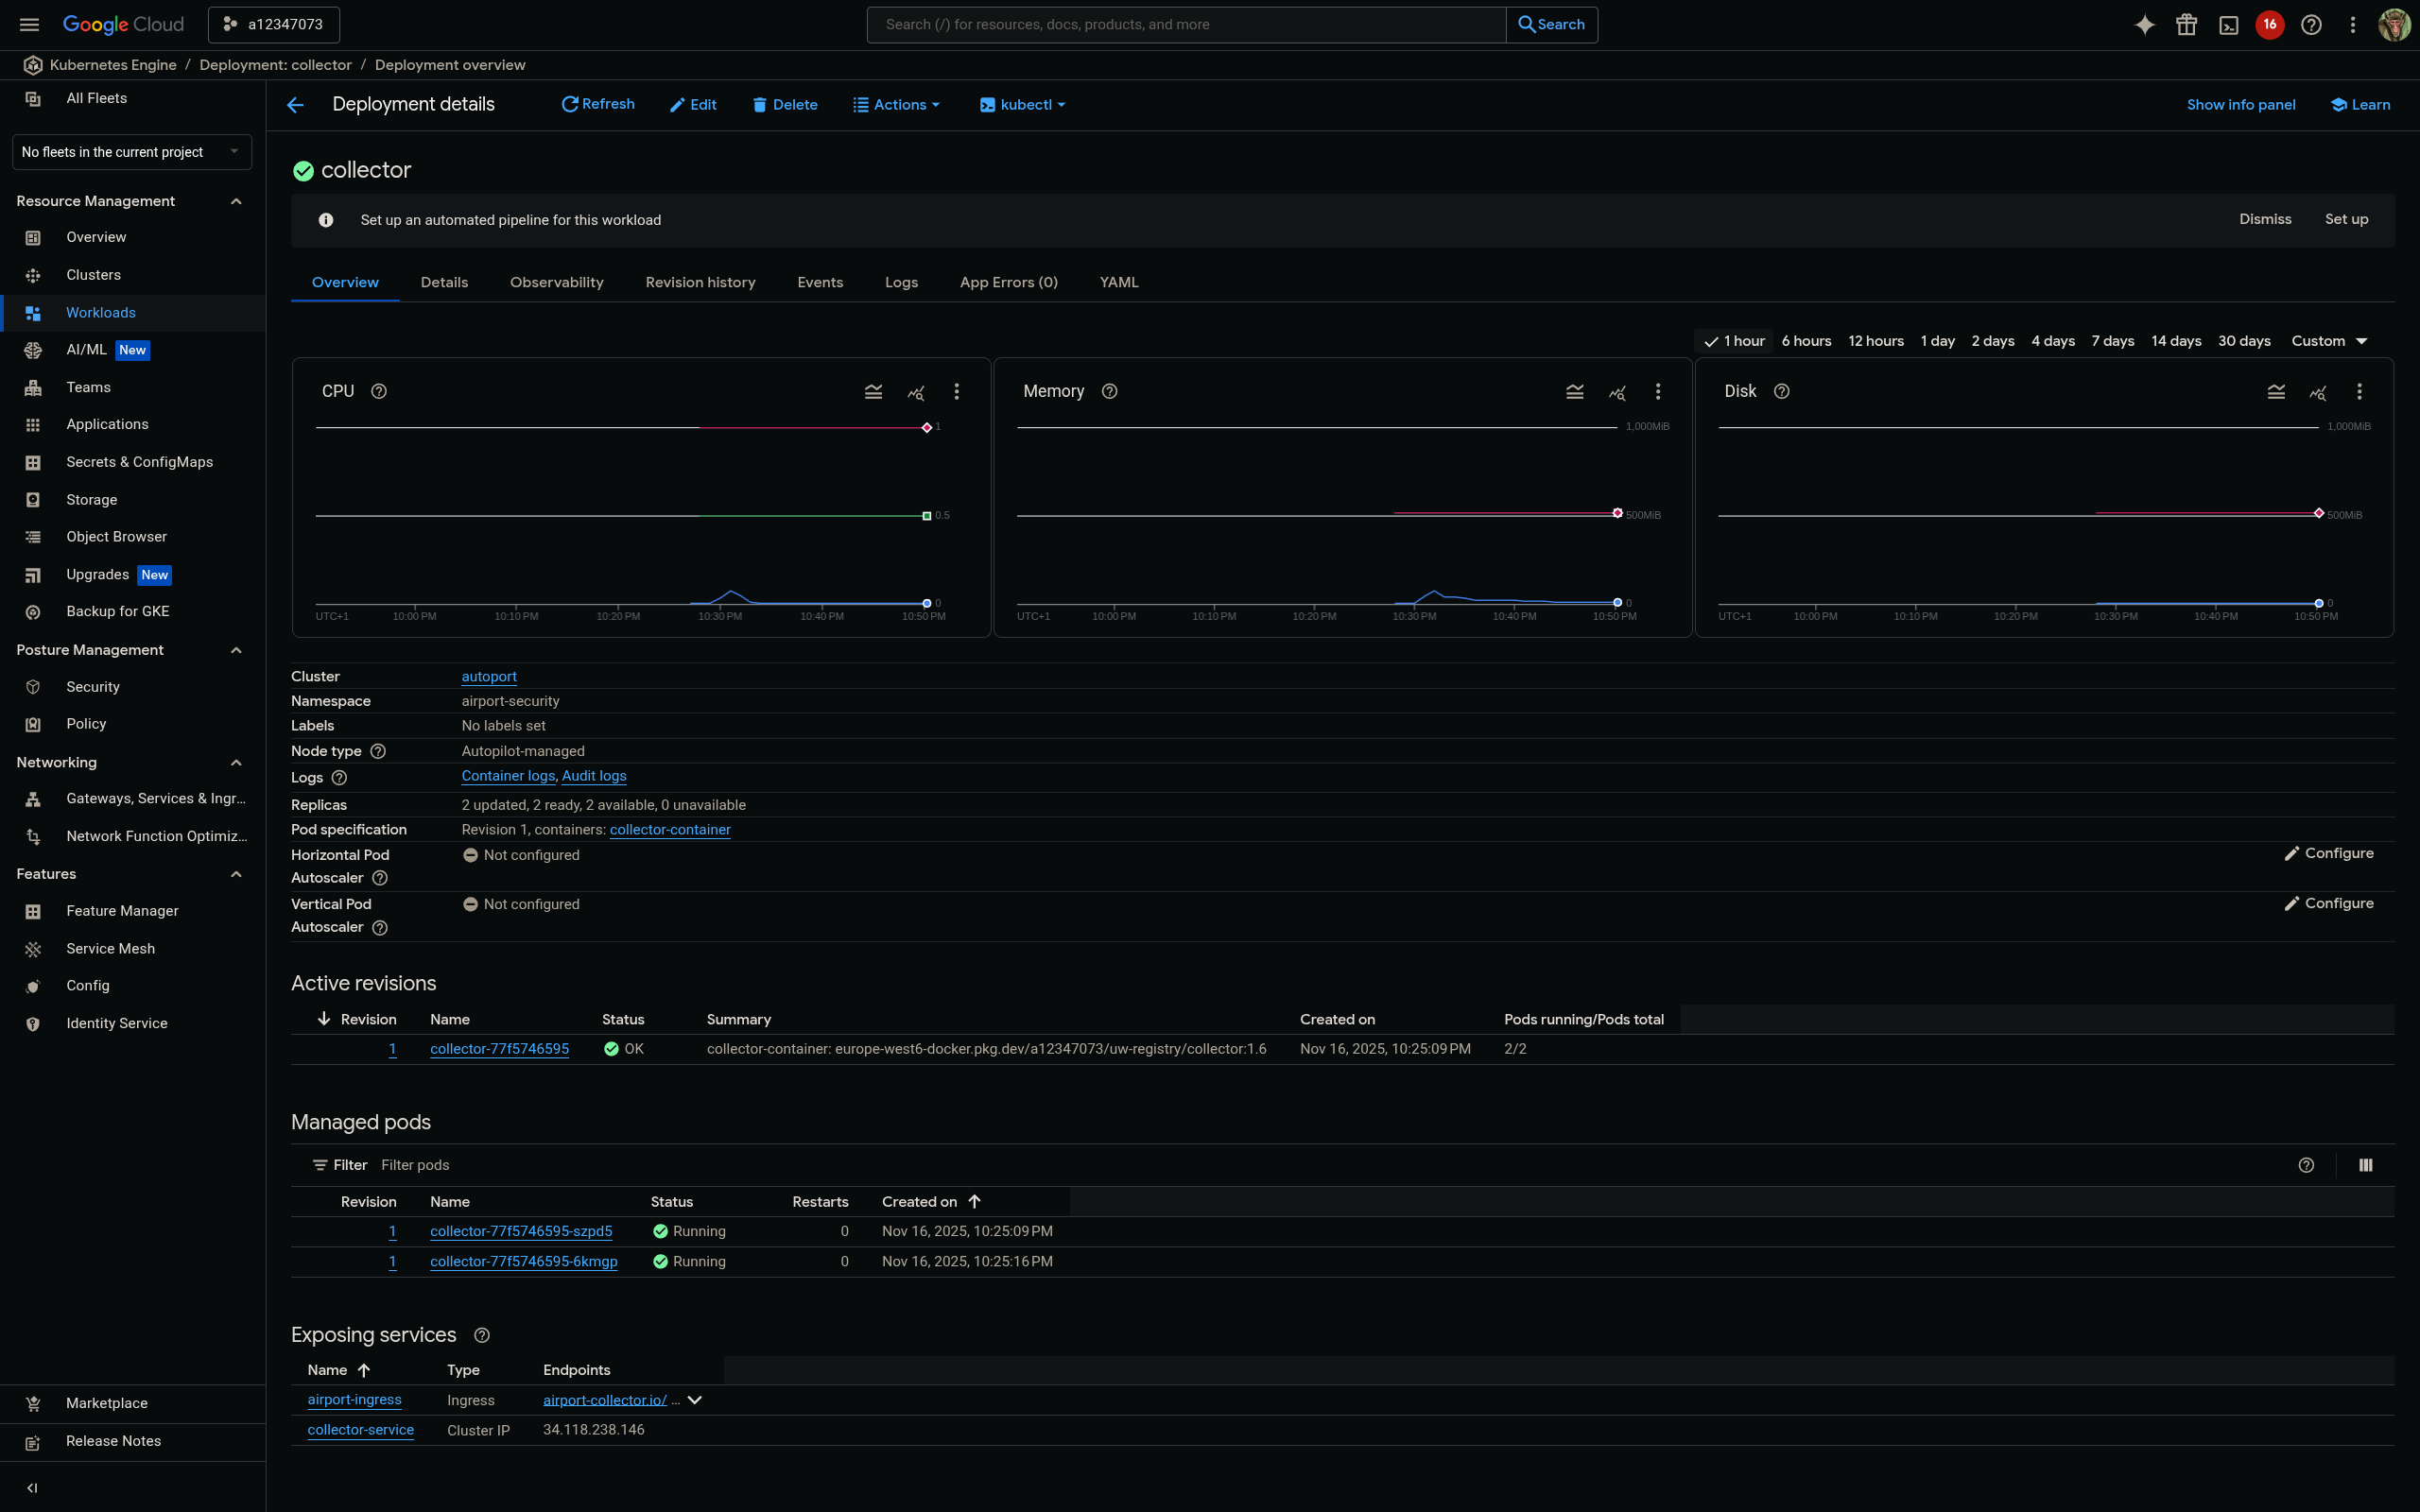 Google Cloud
a12347073
Search (/) for resources, docs, products, and more
Search
16
Kubernetes Engine / Deployment: collector / Deployment overview
All Fleets
No fleets in the current project
Resource Management
Overview
Clusters
Workloads
AI/ML New
Teams
Applications
Secrets & ConfigMaps
Storage
Object Browser
Upgrades New
Backup for GKE
Posture Management
Security
Policy
Networking
Gateways, Services & Ingr...
Network Function Optimiz...
Features
Feature Manager
Service Mesh
Config
Identity Service
Marketplace
Release Notes
Deployment details
Refresh
Edit
Delete
Actions
kubectl
Show info panel
Learn
collector
Set up an automated pipeline for this workload
Dismiss
Set up
Overview Details Observability Revision history Events Logs App Errors (0) YAML
1 hour 6 hours 12 hours 1 day 2 days 4 days 7 days 14 days 30 days Custom
CPU
1
0.5
0
UTC+1 10:00 PM 10:10 PM 10:20 PM 10:30 PM 10:40 PM 10:50 PM
Memory
1,000MiB
500MiB
0
UTC+1 10:00 PM 10:10 PM 10:20 PM 10:30 PM 10:40 PM 10:50 PM
Disk
1,000MiB
500MiB
0
UTC+1 10:00 PM 10:10 PM 10:20 PM 10:30 PM 10:40 PM 10:50 PM
Cluster autoport
Namespace airport-security
Labels No labels set
Node type Autopilot-managed
Logs Container logs, Audit logs
Replicas 2 updated, 2 ready, 2 available, 0 unavailable
Pod specification Revision 1, containers: collector-container
Horizontal Pod Not configured Configure
Autoscaler
Vertical Pod Not configured Configure
Autoscaler
Active revisions
Revision Name Status Summary Created on Pods running/Pods total
1 collector-77f5746595 OK collector-container: europe-west6-docker.pkg.dev/a12347073/uw-registry/collector:1.6 Nov 16, 2025, 10:25:09 PM 2/2
Managed pods
Filter Filter pods
Revision Name Status Restarts Created on
1 collector-77f5746595-szpd5 Running 0 Nov 16, 2025, 10:25:09 PM
1 collector-77f5746595-6kmgp Running 0 Nov 16, 2025, 10:25:16 PM
Exposing services
Name Type Endpoints
airport-ingress Ingress airport-collector.io/ ...
collector-service Cluster IP 34.118.238.146